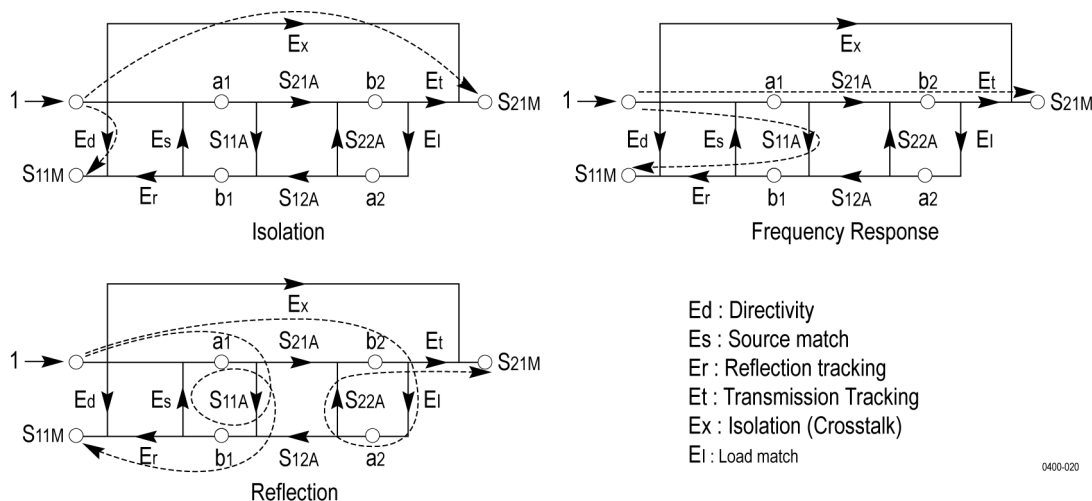 Ex
a1 S21A b2 Et
1 S21M
Ed Es S11A S22A El
S11M
Er b1 S12A a2
Isolation
Ex
a1 S21A b2 Et
1 S21M
Ed Es S11A S22A El
S11M
Er b1 S12A a2
Frequency Response
Ex
a1 S21A b2 Et
1 S21M
Ed Es S11A S22A El
S11M
Er b1 S12A a2
Reflection
Ed : Directivity
Es : Source match
Er : Reflection tracking
Et : Transmission Tracking
Ex : Isolation (Crosstalk)
El : Load match
0400-020